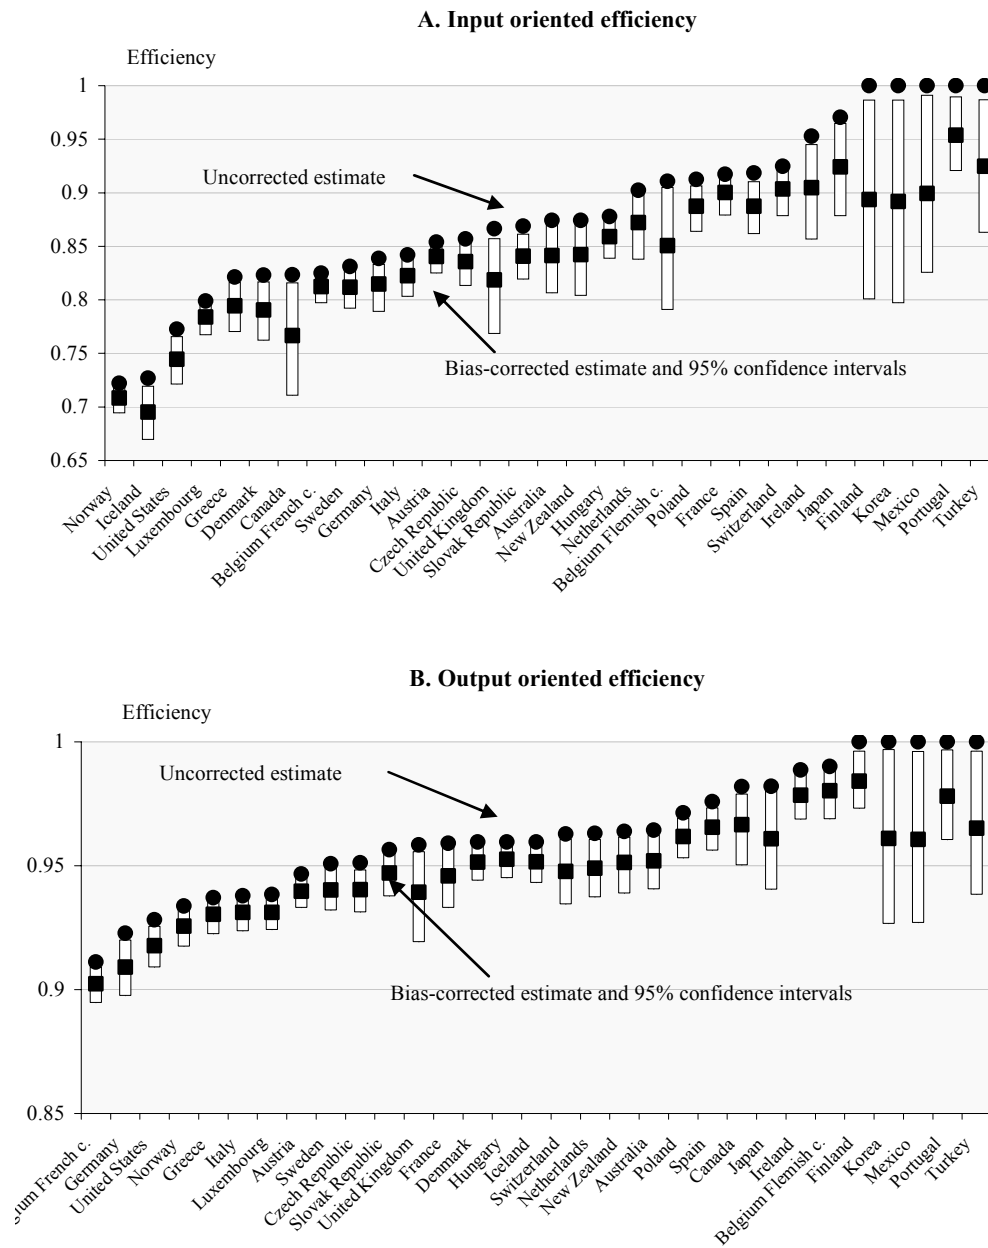 A. Input oriented efficiency
Efficiency
1
0.95
0.9
0.85
0.8
0.75
0.7
0.65
Uncorrected estimate
Bias-corrected estimate and 95% confidence intervals
Norway
Iceland
United States
Luxembourg
Greece
Denmark
Canada
Belgium French c.
Sweden
Germany
Italy
Austria
Czech Republic
United Kingdom
Slovak Republic
Australia
New Zealand
Hungary
Netherlands
Belgium Flemish c.
Poland
France
Spain
Switzerland
Ireland
Japan
Finland
Korea
Mexico
Portugal
Turkey
B. Output oriented efficiency
Efficiency
1
0.95
0.9
0.85
Uncorrected estimate
Bias-corrected estimate and 95% confidence intervals
gium French c.
Germany
United States
Norway
Greece
Italy
Luxembourg
Austria
Sweden
Czech Republic
Slovak Republic
United Kingdom
France
Denmark
Hungary
Iceland
Switzerland
Netherlands
New Zealand
Australia
Poland
Spain
Canada
Japan
Ireland
Belgium Flemish c.
Finland
Korea
Mexico
Portugal
Turkey